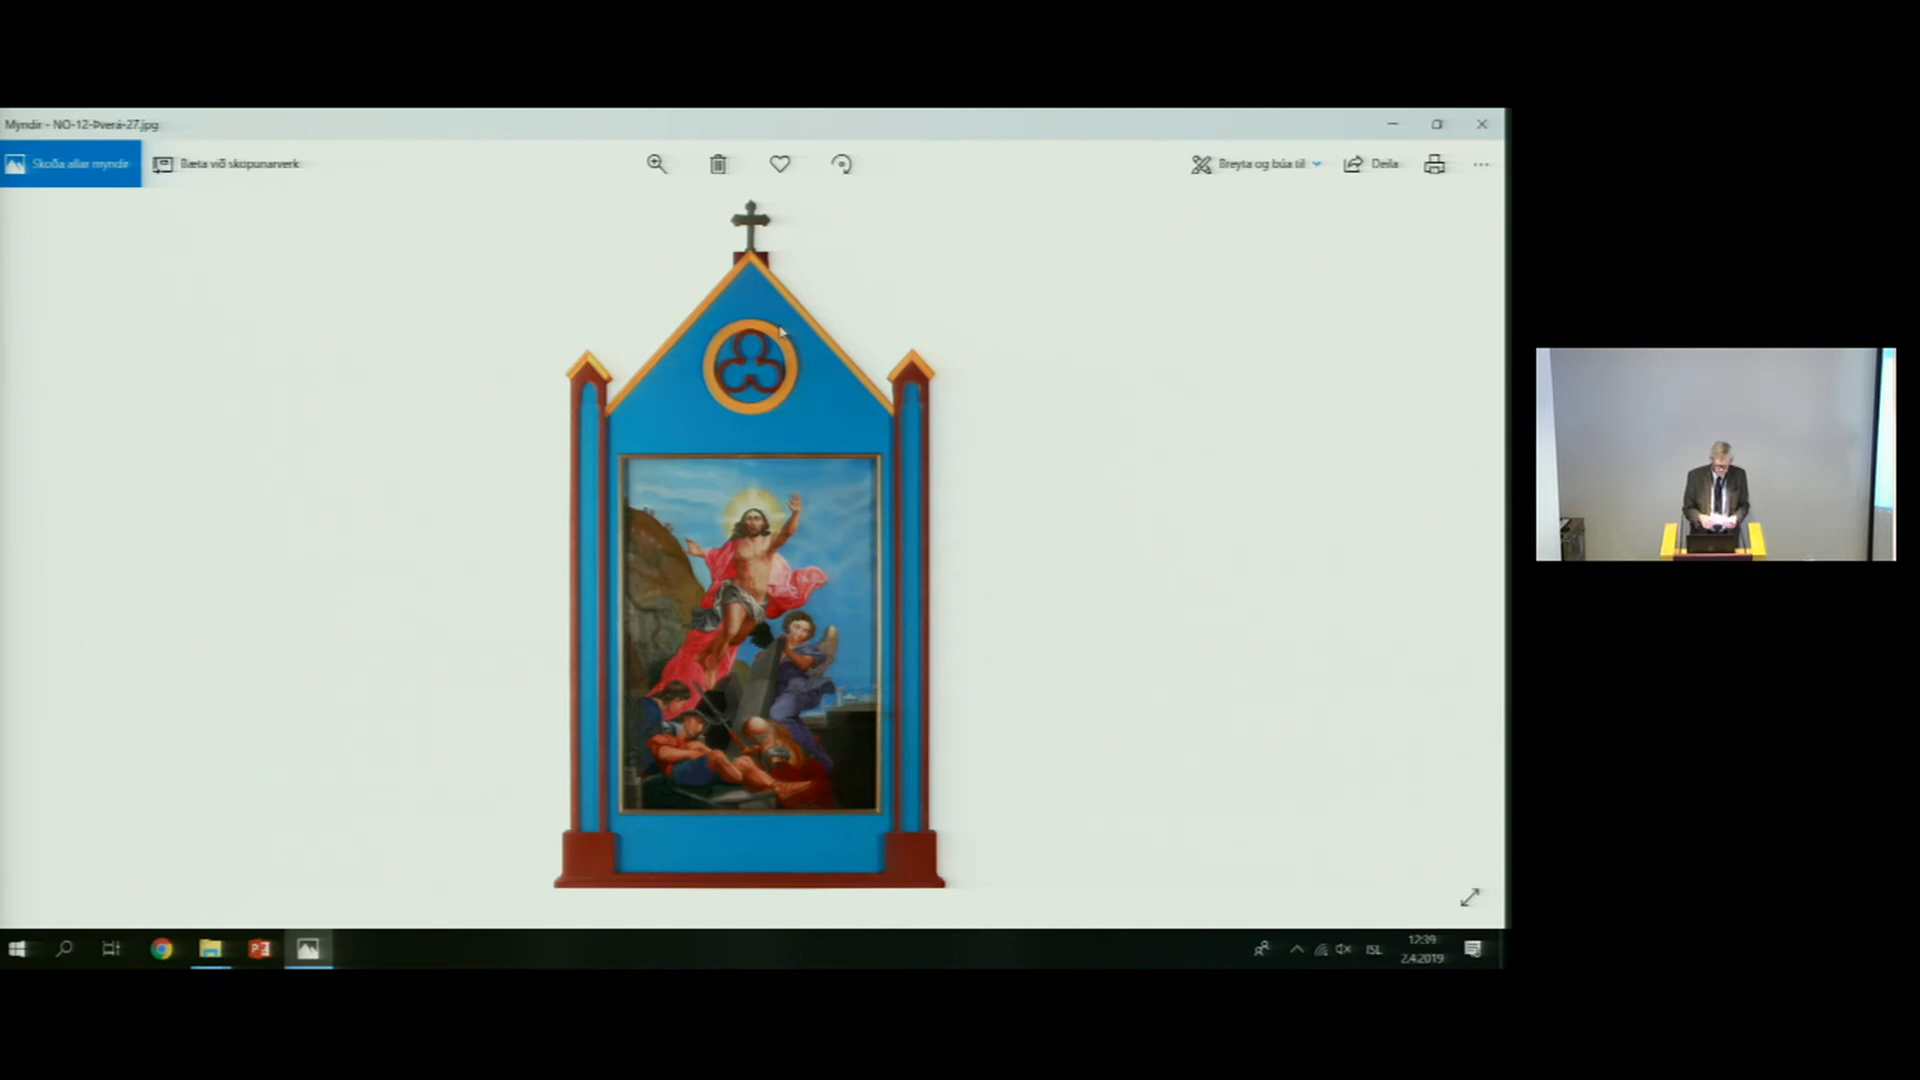 Myndir - NO-12-Þverá-27.jpg
Skoða allar myndir
Bæta við sköpunarverk
Breyta og búa til
Deila
ISL
12:39
2.4.2019